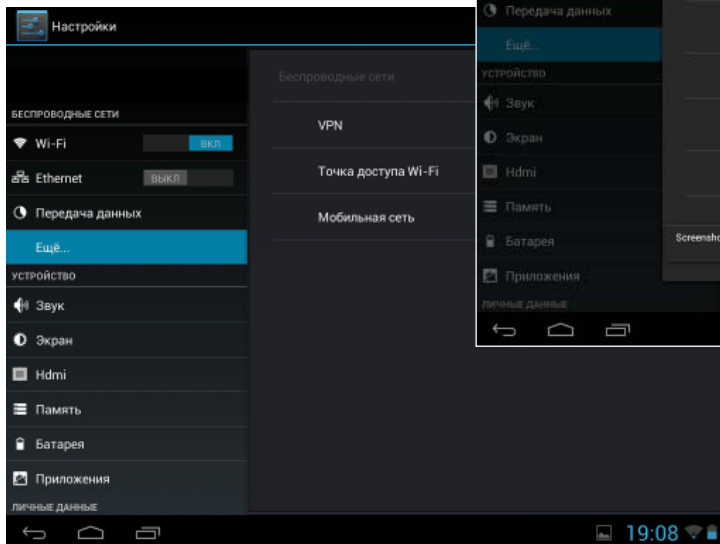 Настройки
БЕСПРОВОДНЫЕ СЕТИ
Wi-Fi
ВКЛ
Ethernet
ВЫКЛ
Передача данных
Ещё...
УСТРОЙСТВО
Звук
Экран
Hdmi
Память
Батарея
Приложения
ЛИЧНЫЕ ДАННЫЕ
Беспроводные сети
VPN
Точка доступа Wi-Fi
Мобильная сеть
Передача данных
Ещё...
УСТРОЙСТВО
Звук
Экран
Hdmi
Память
Батарея
Приложения
ЛИЧНЫЕ ДАННЫЕ
Screensho
19:08